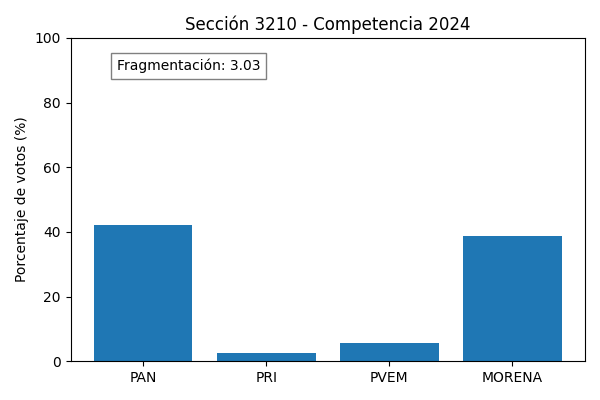 Sección 3210 - Competencia 2024
Fragmentación: 3.03
Porcentaje de votos (%)
100
80
60
40
20
0
PAN PRI PVEM MORENA